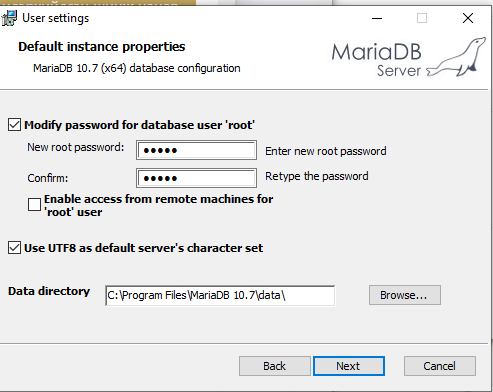 User settings
Default instance properties
MariaDB 10.7 (x64) database configuration
MariaDB
Server
Modify password for database user 'root'
New root password: ●●●●● Enter new root password
Confirm: ●●●●● Retype the password
Enable access from remote machines for
'root' user
Use UTF8 as default server's character set
Data directory C:\Program Files\MariaDB 10.7\data\ Browse...
Back Next Cancel